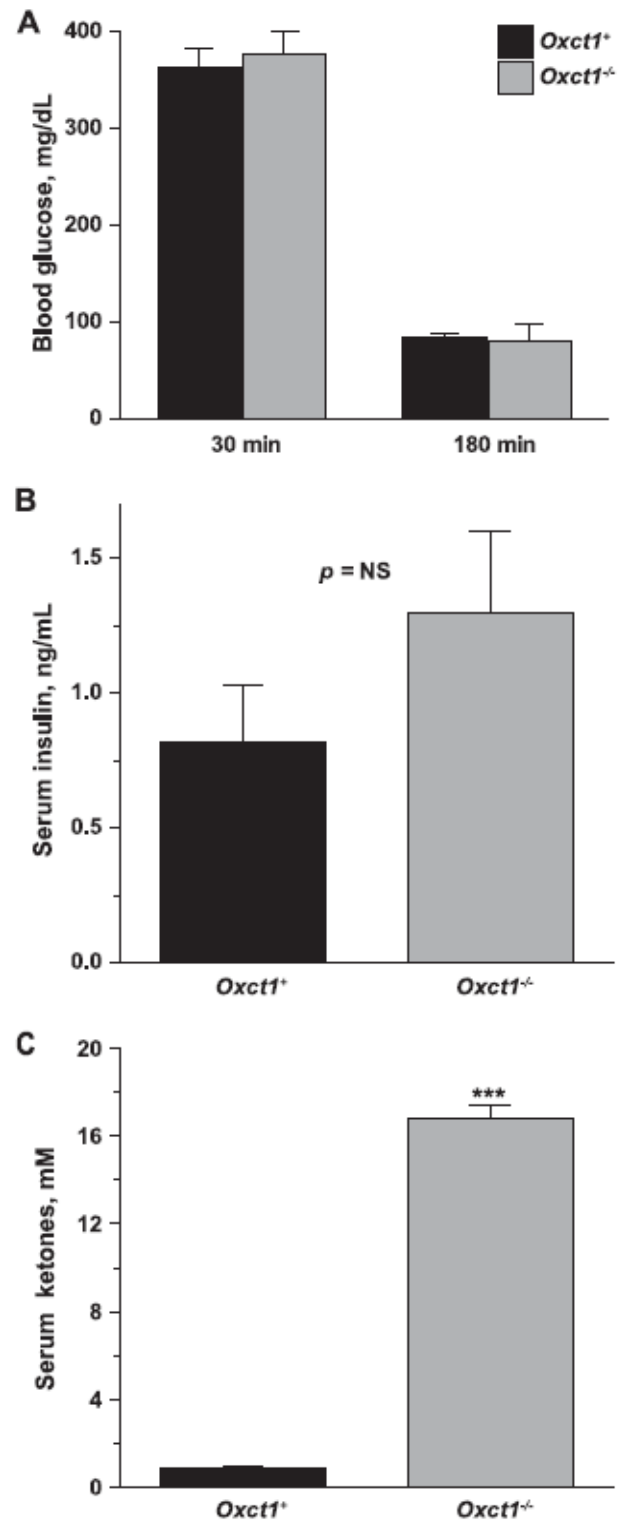 A
400
300
200
100
0
Blood glucose, mg/dL
Oxct1⁺
Oxct1⁻/⁻
30 min
180 min
B
1.5
1.0
0.5
0.0
Serum insulin, ng/mL
p = NS
Oxct1⁺
Oxct1⁻/⁻
C
20
16
12
8
4
0
Serum ketones, mM
***
Oxct1⁺
Oxct1⁻/⁻